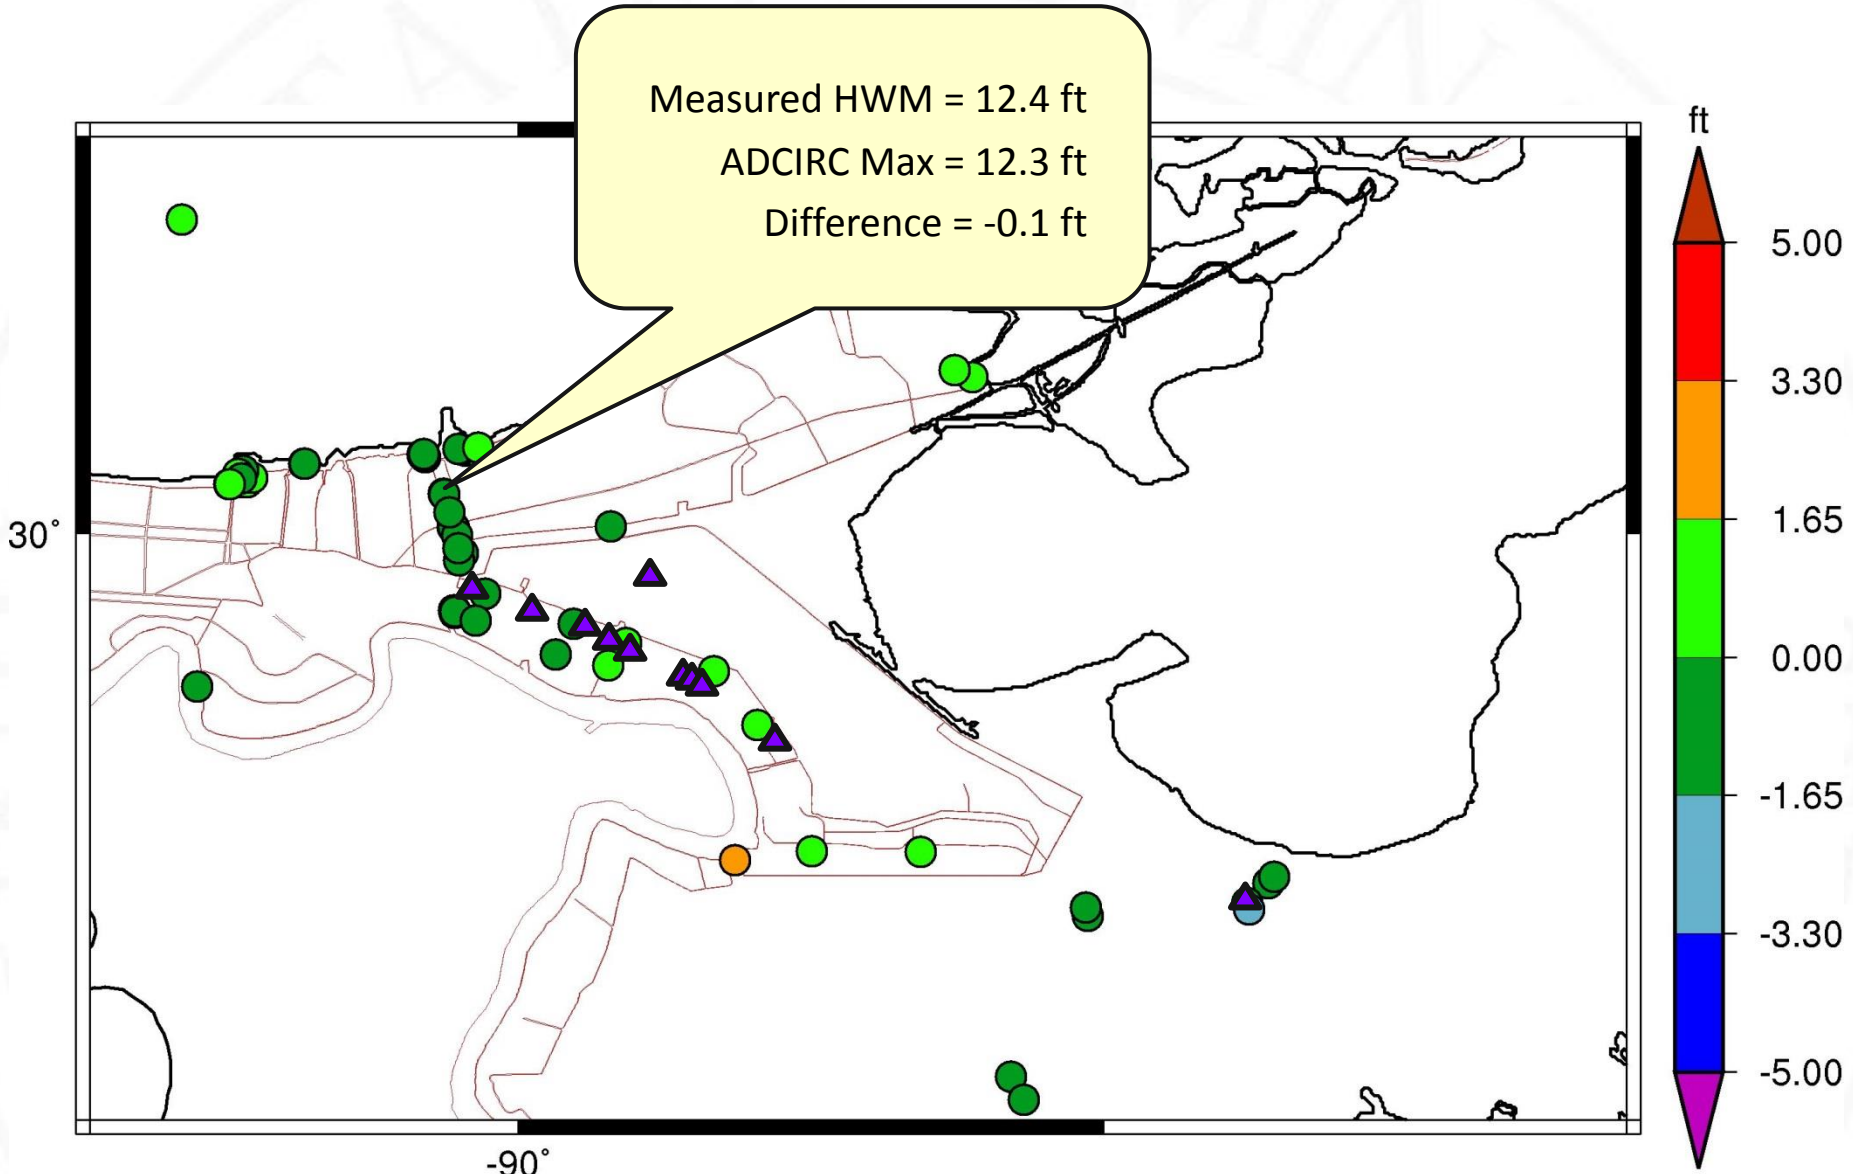 Measured HWM = 12.4 ft
ADCIRC Max = 12.3 ft
Difference = -0.1 ft
ft
5.00
3.30
1.65
0.00
-1.65
-3.30
-5.00
30°
-90°